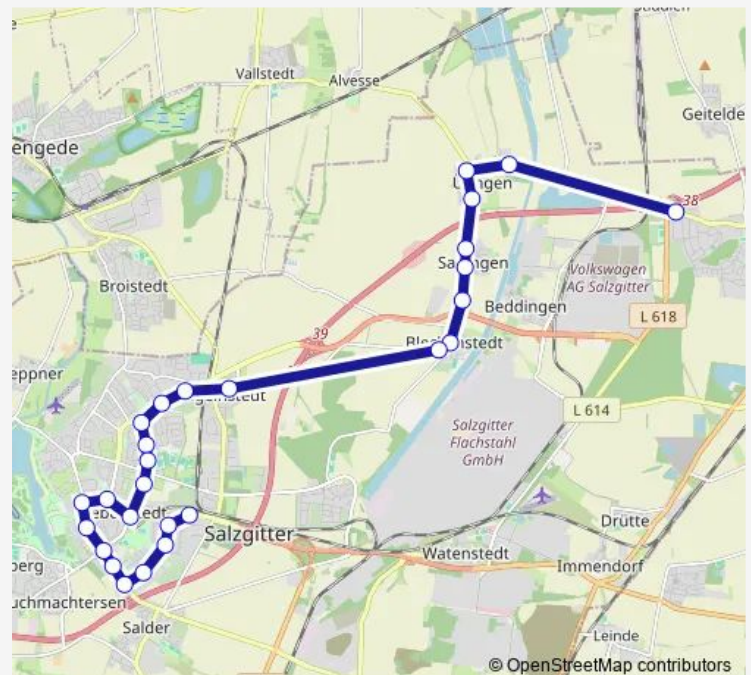 Vallstedt
Alvesse
Geitelde
engede
38
Broistedt
Volkswagen
AG Salzgitter
Beddingen
L 618
39
eppner
L 614
Salzgitter
Flachstahl
GmbH
Salzgitter
Drütte
Watenstedt
Immendorf
berg
uchmachtersen
Salder
Leinde
© OpenStreetMap contributors